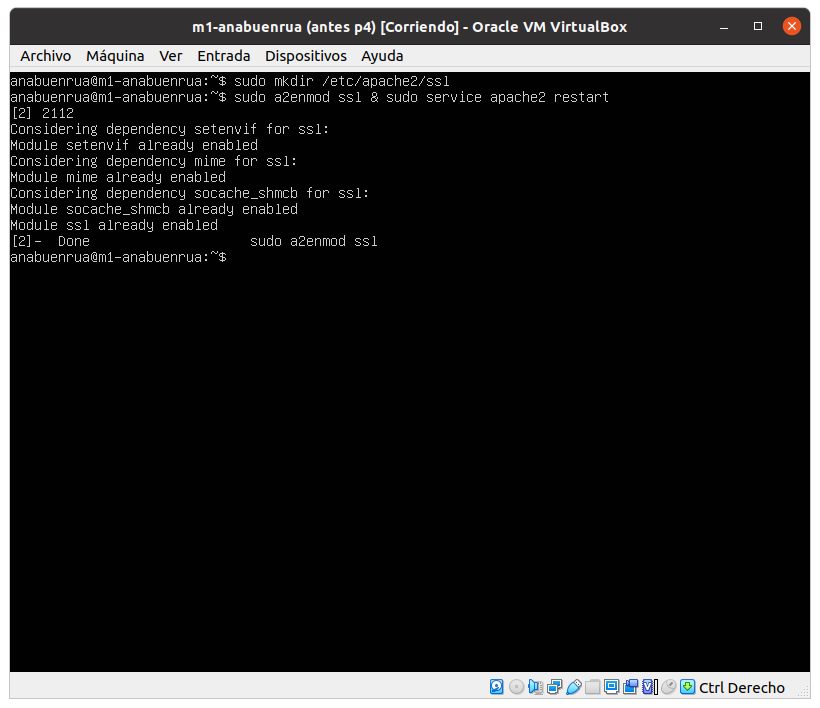 m1-anabuenrua (antes p4) [Corriendo] - Oracle VM VirtualBox
Archivo Máquina Ver Entrada Dispositivos Ayuda
anabuenrua@m1-anabuenrua:~$ sudo mkdir /etc/apache2/ssl
anabuenrua@m1-anabuenrua:~$ sudo a2enmod ssl & sudo service apache2 restart
[2] 2112
Considering dependency setenvif for ssl:
Module setenvif already enabled
Considering dependency mime for ssl:
Module mime already enabled
Considering dependency socache_shmcb for ssl:
Module socache_shmcb already enabled
Module ssl already enabled
[2]-  Done                    sudo a2enmod ssl
anabuenrua@m1-anabuenrua:~$
Ctrl Derecho